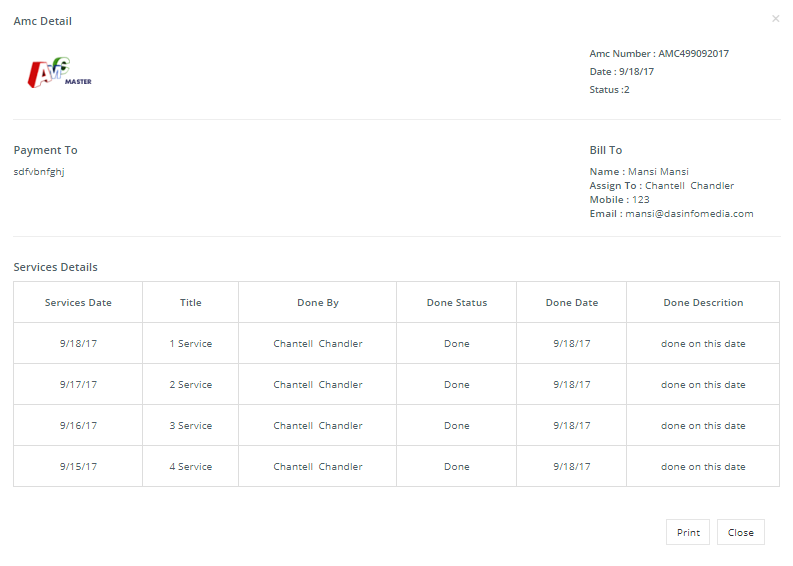 Amc Detail
×
MASTER
Amc Number : AMC499092017
Date : 9/18/17
Status :2
Payment To
sdfvbnfghj
Bill To
Name : Mansi Mansi
Assign To : Chantell Chandler
Mobile : 123
Email : mansi@dasinfomedia.com
Services Details
Services Date Title Done By Done Status Done Date Done Descrition
9/18/17 1 Service Chantell Chandler Done 9/18/17 done on this date
9/17/17 2 Service Chantell Chandler Done 9/18/17 done on this date
9/16/17 3 Service Chantell Chandler Done 9/18/17 done on this date
9/15/17 4 Service Chantell Chandler Done 9/18/17 done on this date
Print Close